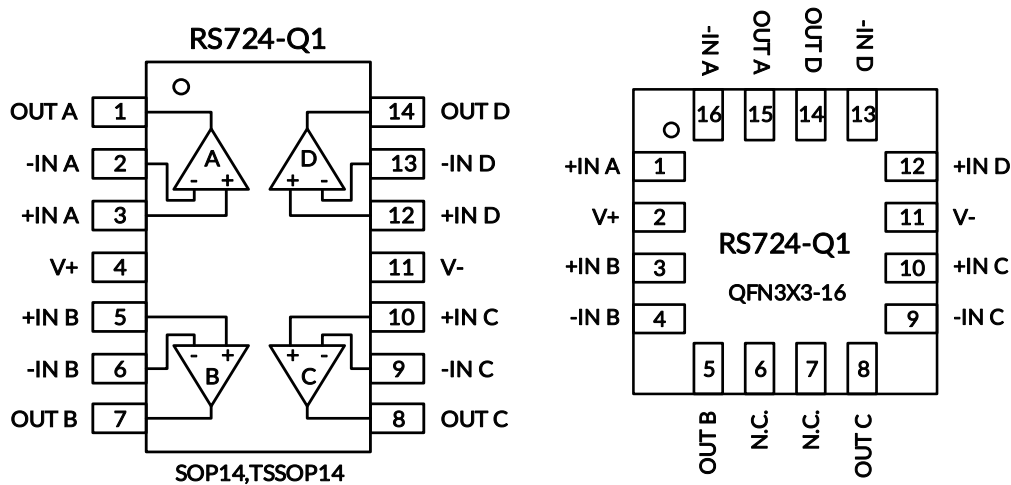 RS724-Q1
OUT A 1 14 OUT D
-IN A 2 A D 13 -IN D
- + + -
+IN A 3 12 +IN D
V+ 4 11 V-
+IN B 5 10 +IN C
- + + -
-IN B 6 B C 9 -IN C
OUT B 7 8 OUT C
SOP14,TSSOP14
-IN A
OUT A
OUT D
-IN D
16 15 14 13
+IN A 1 12 +IN D
V+ 2 11 V-
RS724-Q1
+IN B 3 10 +IN C
QFN3X3-16
-IN B 4 9 -IN C
5 6 7 8
OUT B
N.C.
N.C.
OUT C